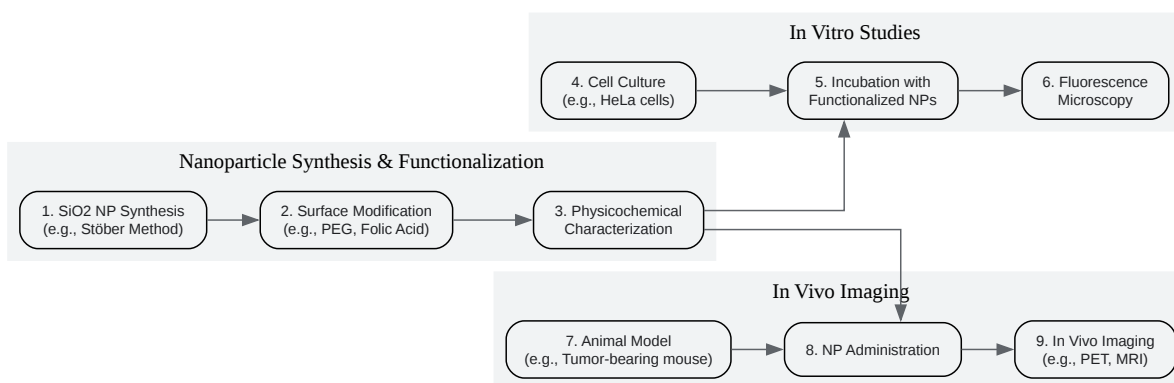 In Vitro Studies
4. Cell Culture
(e.g., HeLa cells)
5. Incubation with
Functionalized NPs
6. Fluorescence
Microscopy
Nanoparticle Synthesis & Functionalization
1. SiO2 NP Synthesis
(e.g., Stöber Method)
2. Surface Modification
(e.g., PEG, Folic Acid)
3. Physicochemical
Characterization
In Vivo Imaging
7. Animal Model
(e.g., Tumor-bearing mouse)
8. NP Administration
9. In Vivo Imaging
(e.g., PET, MRI)